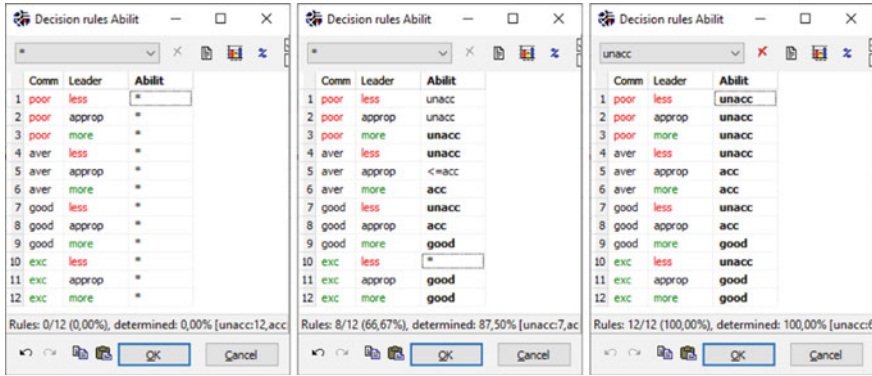 Decision rules Abilit
*
Comm Leader Abilit
1 poor less *
2 poor approp *
3 poor more *
4 aver less *
5 aver approp *
6 aver more *
7 good less *
8 good approp *
9 good more *
10 exc less *
11 exc approp *
12 exc more *
Rules: 0/12 (0,00%), determined: 0,00% [unacc:12,acc
OK Cancel
Decision rules Abilit
*
Comm Leader Abilit
1 poor less unacc
2 poor approp unacc
3 poor more unacc
4 aver less unacc
5 aver approp <=acc
6 aver more acc
7 good less unacc
8 good approp acc
9 good more good
10 exc less *
11 exc approp good
12 exc more good
Rules: 8/12 (66,67%), determined: 87,50% [unacc:7,ac
OK Cancel
Decision rules Abilit
unacc
Comm Leader Abilit
1 poor less unacc
2 poor approp unacc
3 poor more unacc
4 aver less unacc
5 aver approp acc
6 aver more acc
7 good less unacc
8 good approp acc
9 good more good
10 exc less unacc
11 exc approp good
12 exc more good
Rules: 12/12 (100,00%), determined: 100,00% [unacc:6
OK Cancel